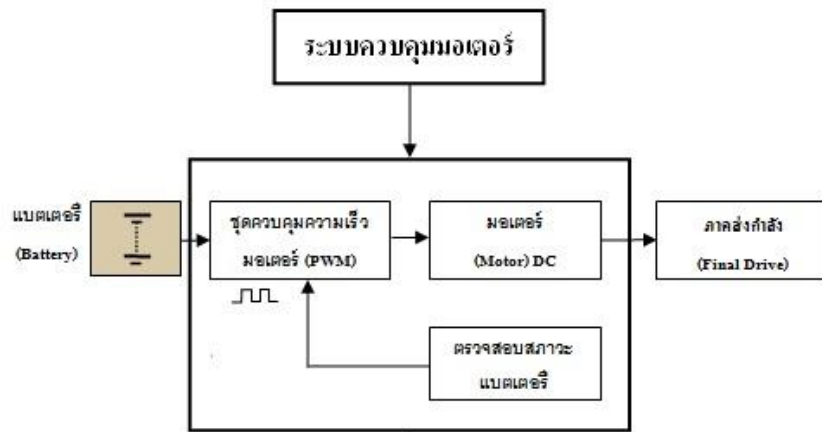 ระบบควบคุมมอเตอร์
แบตเตอรี่
(Battery)
ชุดควบคุมความเร็ว
มอเตอร์ (PWM)
มอเตอร์
(Motor) DC
ภาคส่งกำลัง
(Final Drive)
ตรวจสอบสภาวะ
แบตเตอรี่